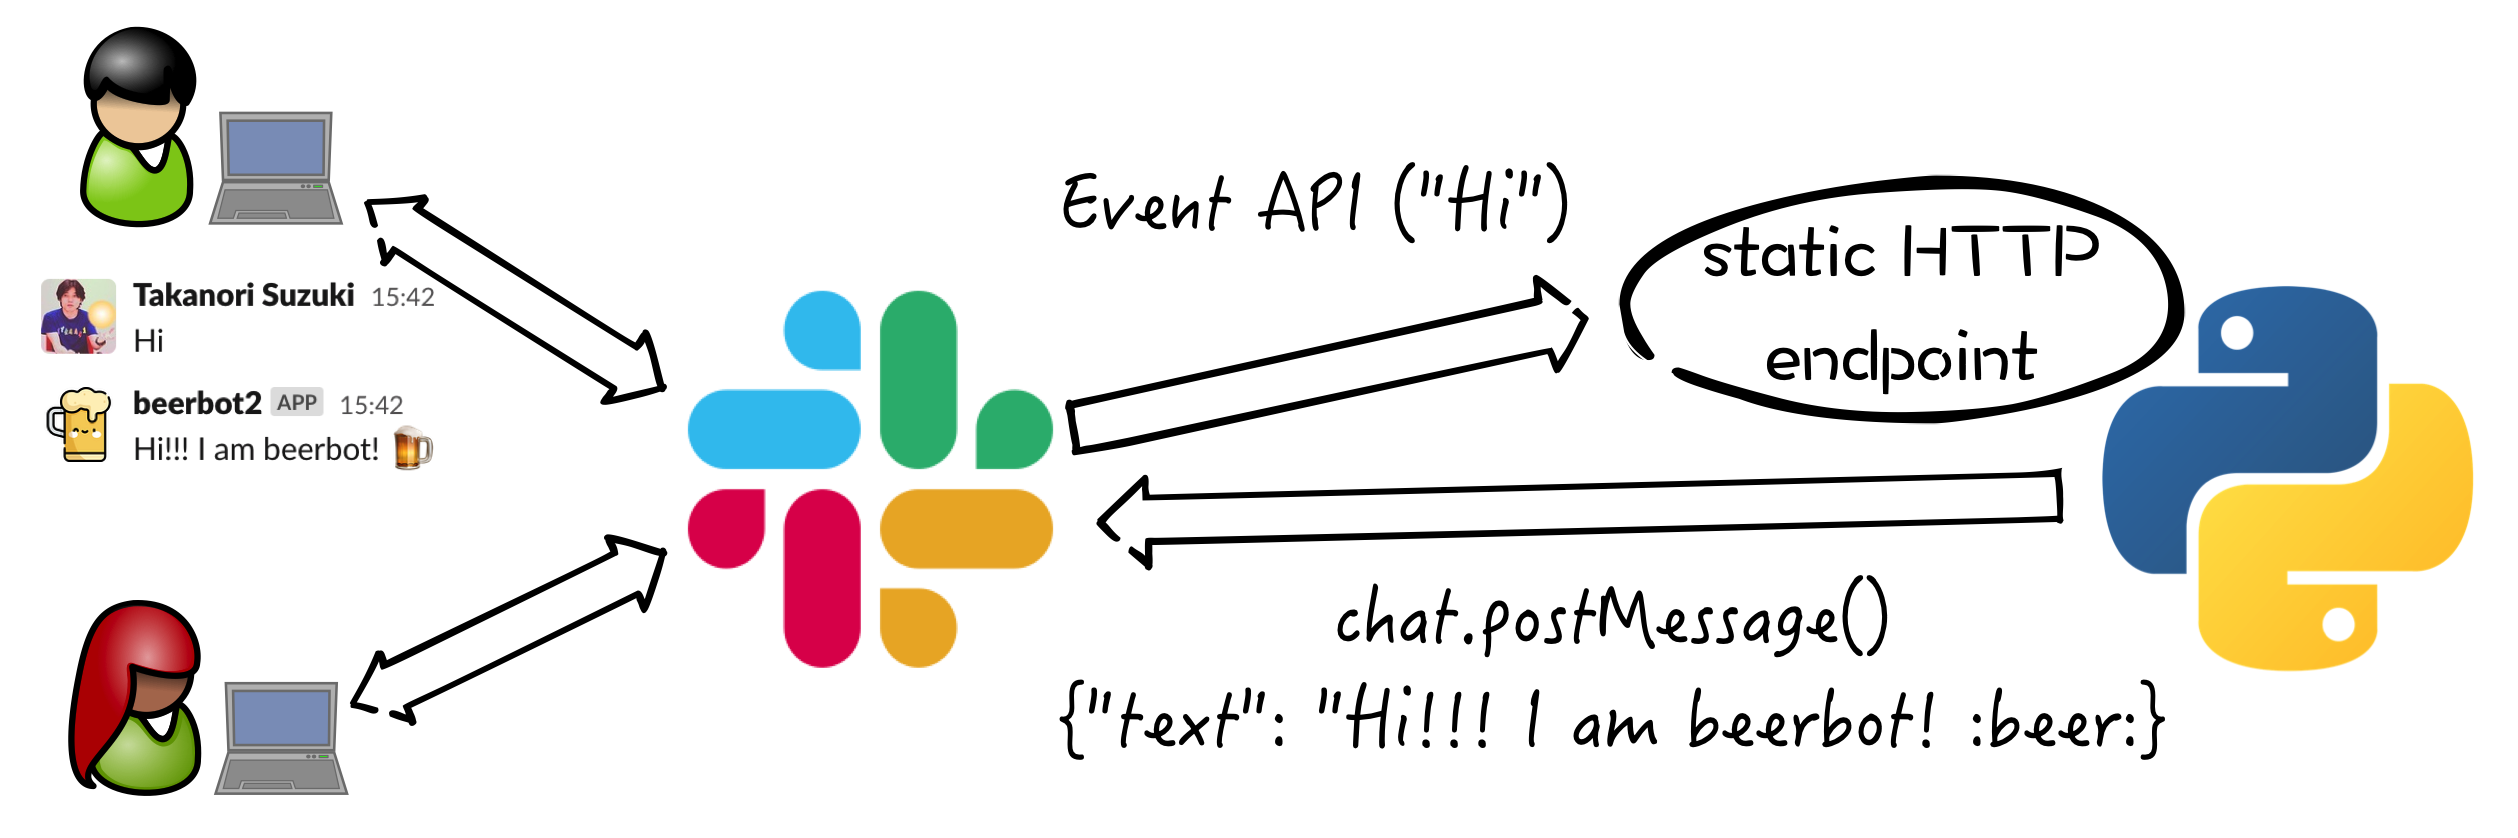 Takanori Suzuki 15:42
Hi
beerbot2 APP 15:42
Hi!!! I am beerbot! 🍺
Event API ("Hi")
static HTTP
endpoint
chat.postMessage()
{"text": "Hi!!! I am beerbot! :beer:}